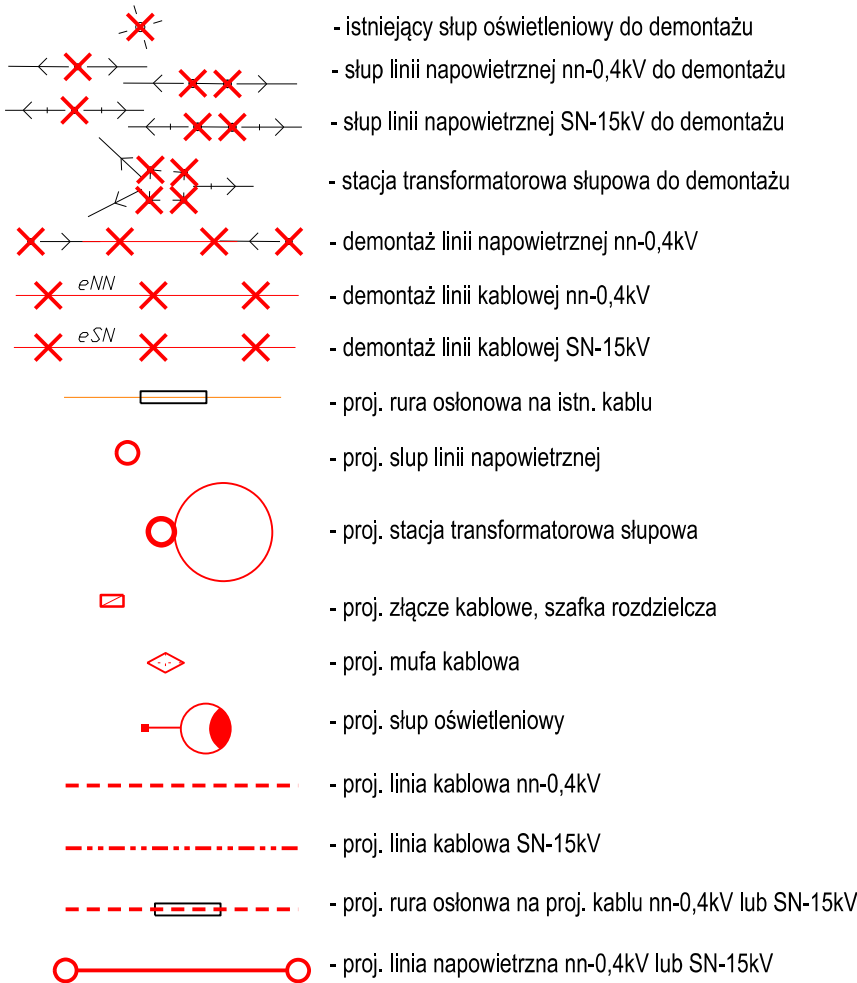 - istniejący słup oświetleniowy do demontażu
- słup linii napowietrznej nn-0,4kV do demontażu
- słup linii napowietrznej SN-15kV do demontażu
- stacja transformatorowa słupowa do demontażu
- demontaż linii napowietrznej nn-0,4kV
eNN
- demontaż linii kablowej nn-0,4kV
eSN
- demontaż linii kablowej SN-15kV
- proj. rura osłonowa na istn. kablu
- proj. slup linii napowietrznej
- proj. stacja transformatorowa słupowa
- proj. złącze kablowe, szafka rozdzielcza
- proj. mufa kablowa
- proj. słup oświetleniowy
- proj. linia kablowa nn-0,4kV
- proj. linia kablowa SN-15kV
- proj. rura osłonwa na proj. kablu nn-0,4kV lub SN-15kV
- proj. linia napowietrzna nn-0,4kV lub SN-15kV